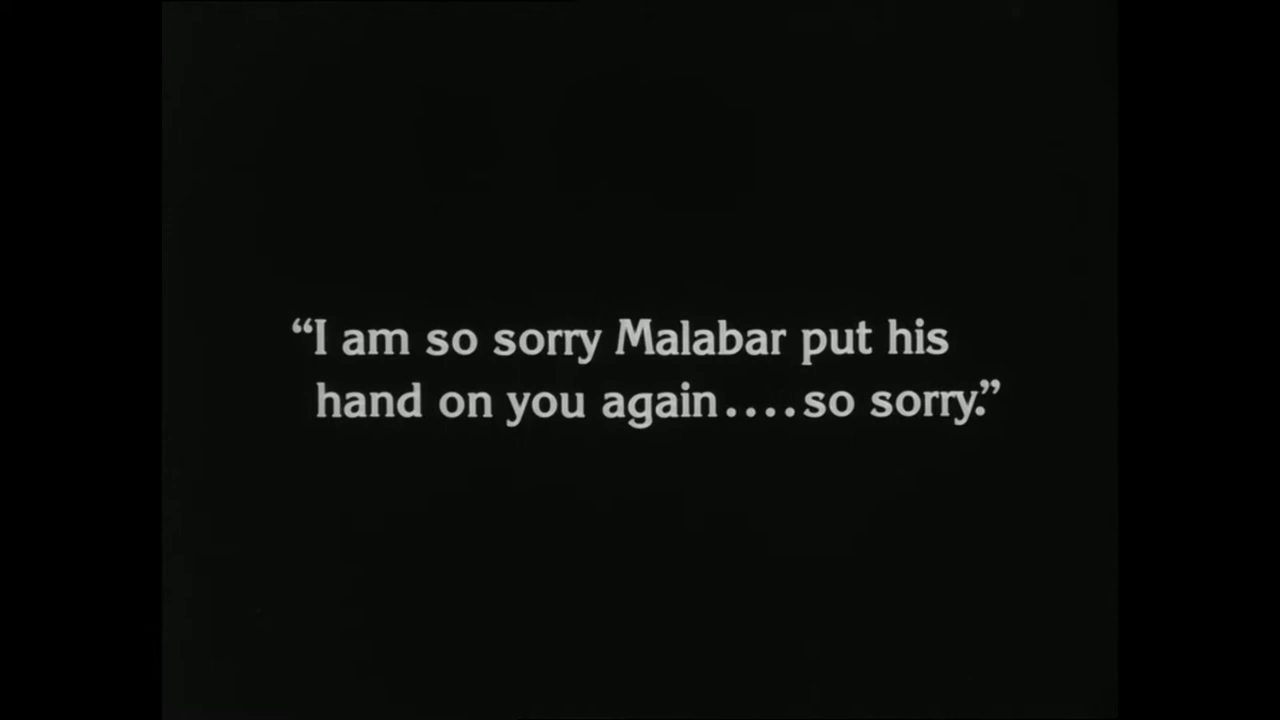 “I am so sorry Malabar put his
hand on you again....so sorry.”